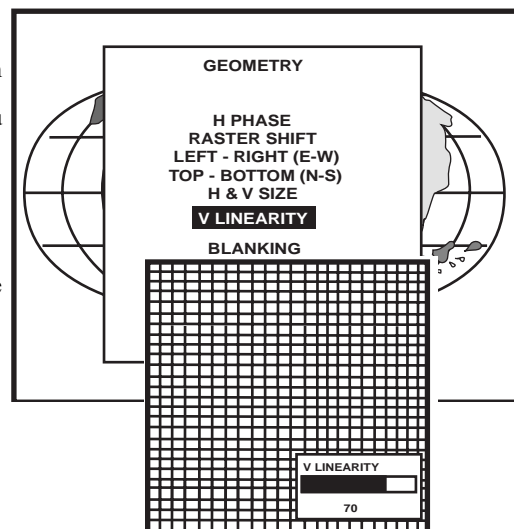 GEOMETRY
H PHASE
RASTER SHIFT
LEFT - RIGHT (E-W)
TOP - BOTTOM (N-S)
H & V SIZE
V LINEARITY
BLANKING
V LINEARITY
70